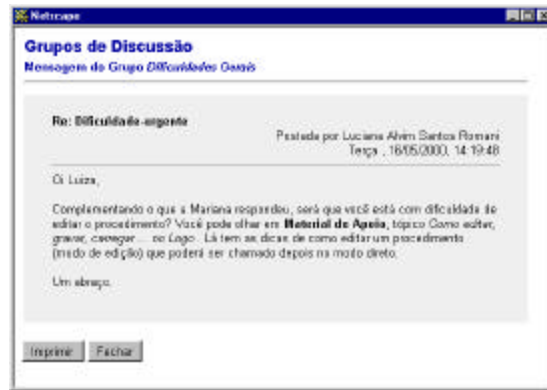 Netscape
Grupos de Discussão
Mensagem do Grupo Dificuldades Gerais
Re: Dificuldade-urgente
Postada por Luciana Alvim Santos Romani
Terça , 16/05/2000, 14:19:48
Oi Luiza,
Complementando o que a Mariana respondeu, será que você está com dificuldade de
editar o procedimento? Você pode olhar em Material de Apoio, tópico Como editar,
gravar, carregar ... no Logo . Lá tem as dicas de como editar um procedimento
(modo de edição) que poderá ser chamado depois no modo direto.
Um abraço,
Imprimir Fechar